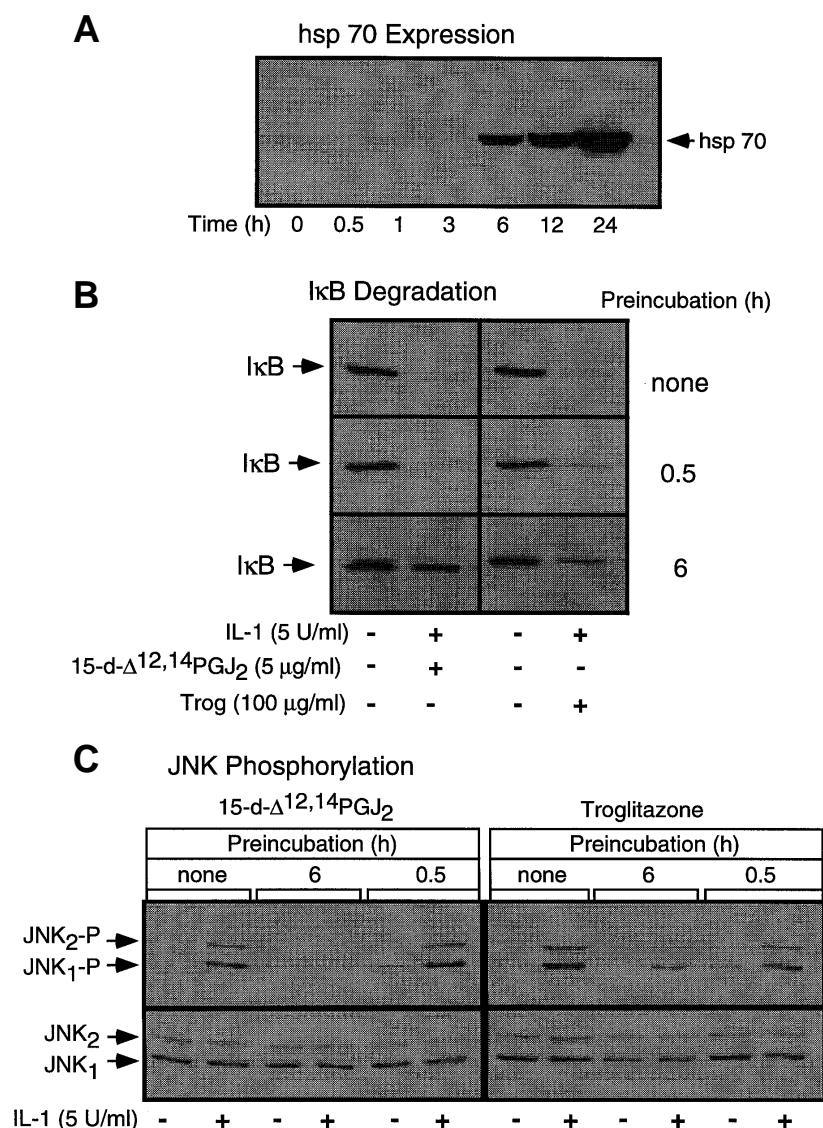 A
hsp 70 Expression
hsp 70
Time (h) 0 0.5 1 3 6 12 24
B
IκB Degradation
Preincubation (h)
IκB
none
IκB
0.5
IκB
6
IL-1 (5 U/ml) - + - +
15-d-Δ12,14PGJ2 (5 μg/ml) - + - -
Trog (100 μg/ml) - - - +
C
JNK Phosphorylation
15-d-Δ12,14PGJ2 Troglitazone
Preincubation (h) Preincubation (h)
none 6 0.5 none 6 0.5
JNK2-P
JNK1-P
JNK2
JNK1
IL-1 (5 U/ml) - + - + - + - + - + - +